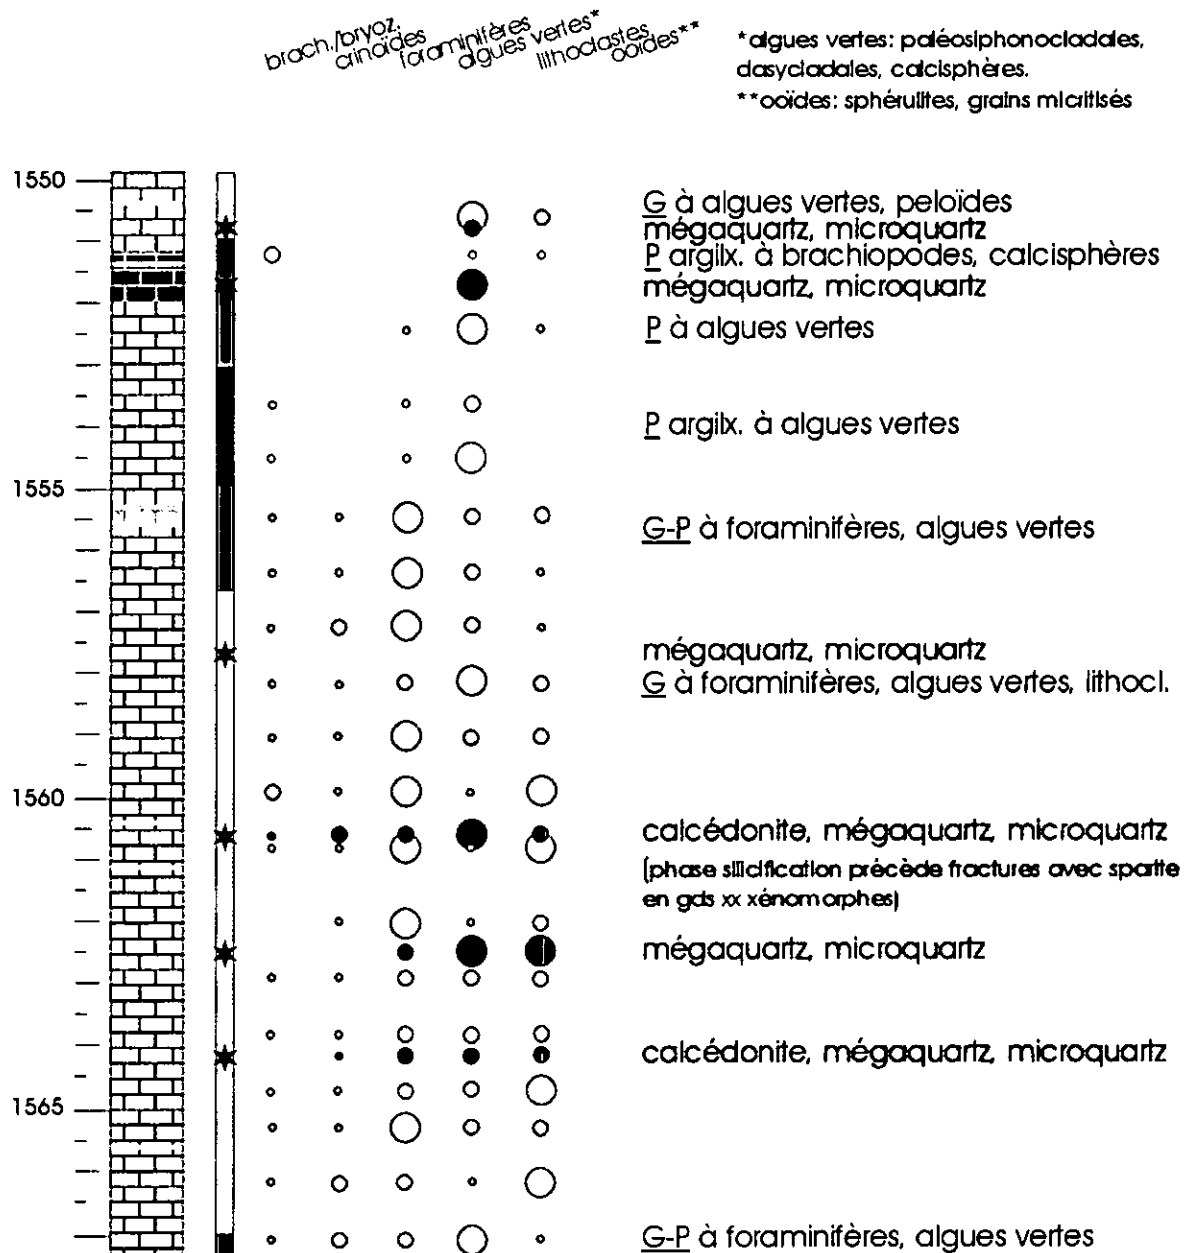 brach./bryoz.
crinoïdes
foraminifères
algues vertes*
lithoclastes
ooïdes**
*algues vertes: paléosiphonocladales,
dasycladales, calcisphères.
**ooïdes: sphérulites, grains micritisés
1550
G à algues vertes, peloïdes
mégaquartz, microquartz
P argilx. à brachiopodes, calcisphères
mégaquartz, microquartz
P à algues vertes
P argilx. à algues vertes
1555
G-P à foraminifères, algues vertes
mégaquartz, microquartz
G à foraminifères, algues vertes, lithocl.
1560
calcédonite, mégaquartz, microquartz
(phase silicification précède fractures avec sparite
en gds xx xénomorphes)
mégaquartz, microquartz
calcédonite, mégaquartz, microquartz
1565
G-P à foraminifères, algues vertes